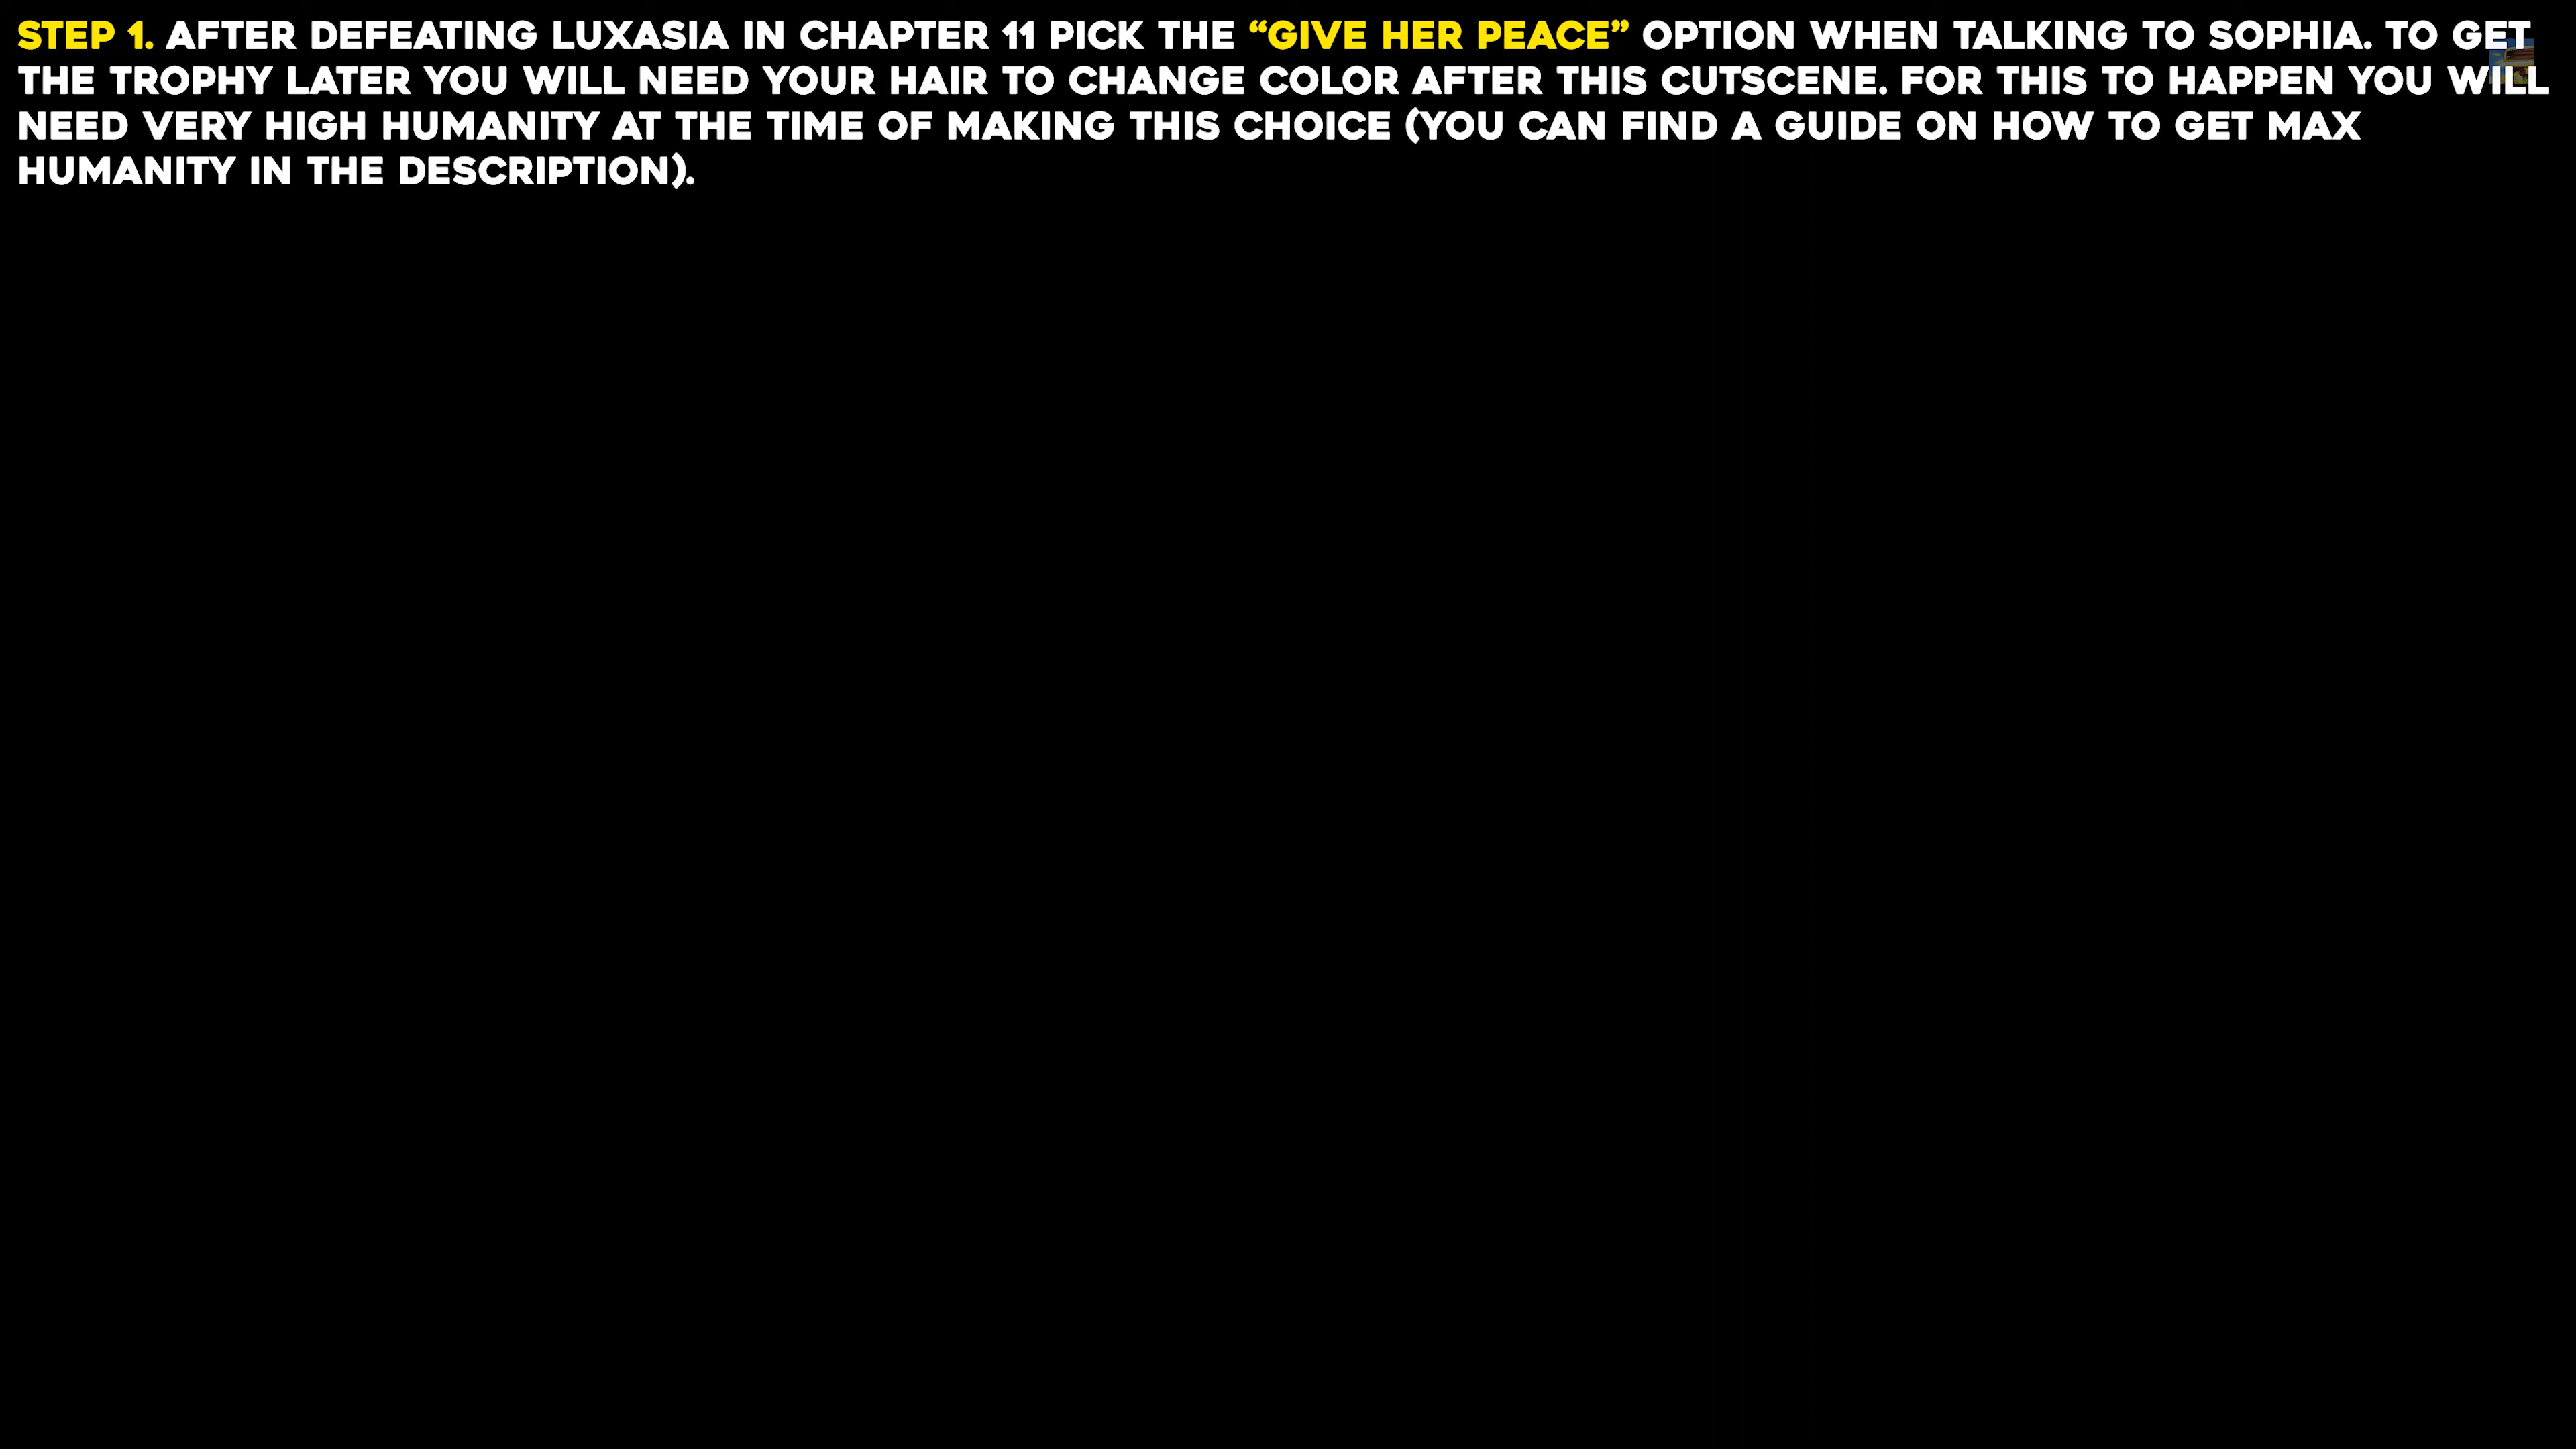 STEP 1. AFTER DEFEATING LUXASIA IN CHAPTER 11 PICK THE “GIVE HER PEACE” OPTION WHEN TALKING TO SOPHIA. TO GET
THE TROPHY LATER YOU WILL NEED YOUR HAIR TO CHANGE COLOR AFTER THIS CUTSCENE. FOR THIS TO HAPPEN YOU WILL
NEED VERY HIGH HUMANITY AT THE TIME OF MAKING THIS CHOICE (YOU CAN FIND A GUIDE ON HOW TO GET MAX
HUMANITY IN THE DESCRIPTION).